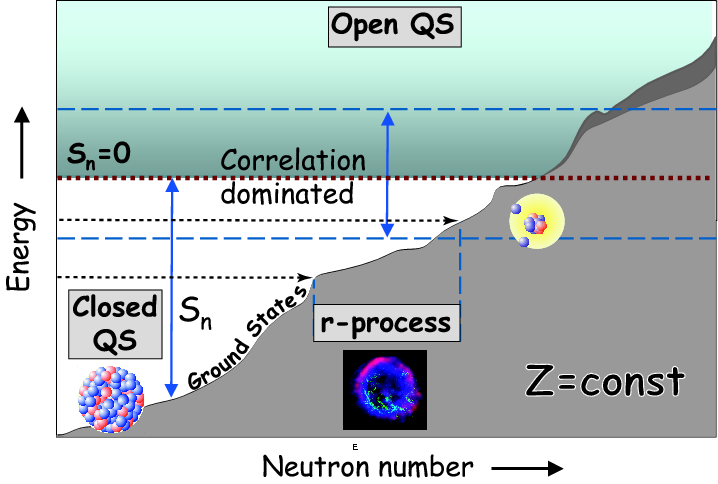 Open QS
Sn=0
Correlation
dominated
Energy
Closed
QS
Sn
Ground States
r-process
Z=const
E
Neutron number